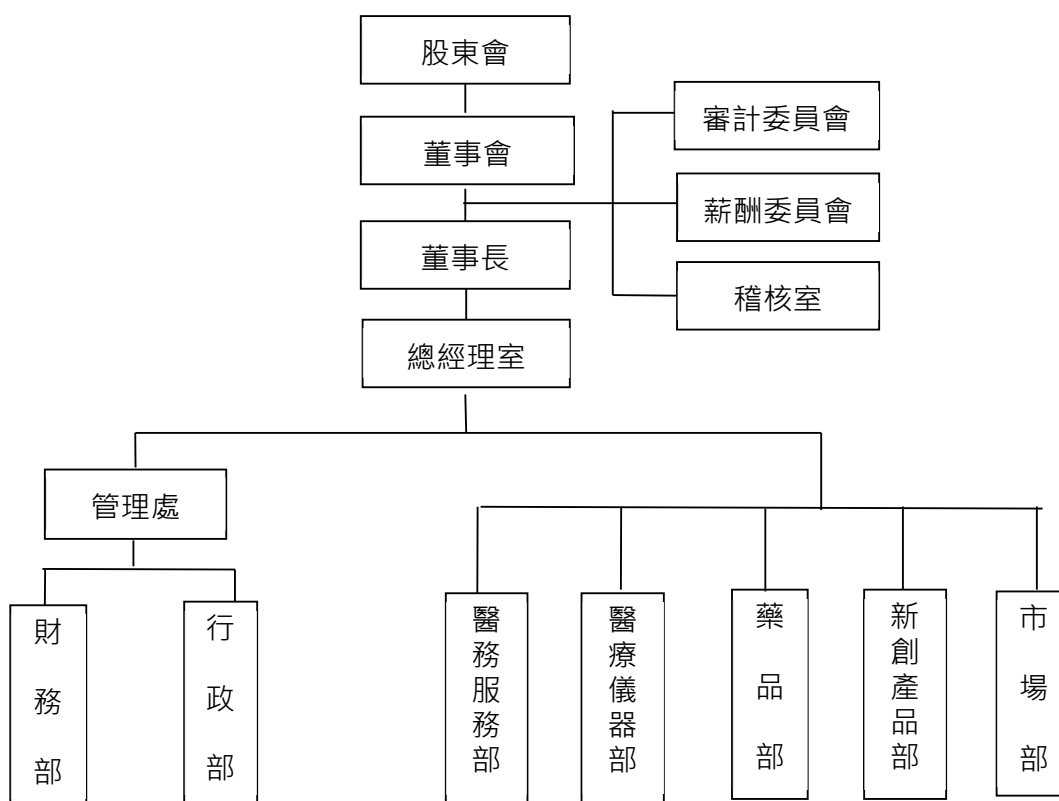 股東會
董事會
審計委員會
薪酬委員會
董事長
稽核室
總經理室
管理處
財務部
行政部
醫務服務部
醫療儀器部
藥品部
新創產品部
市場部